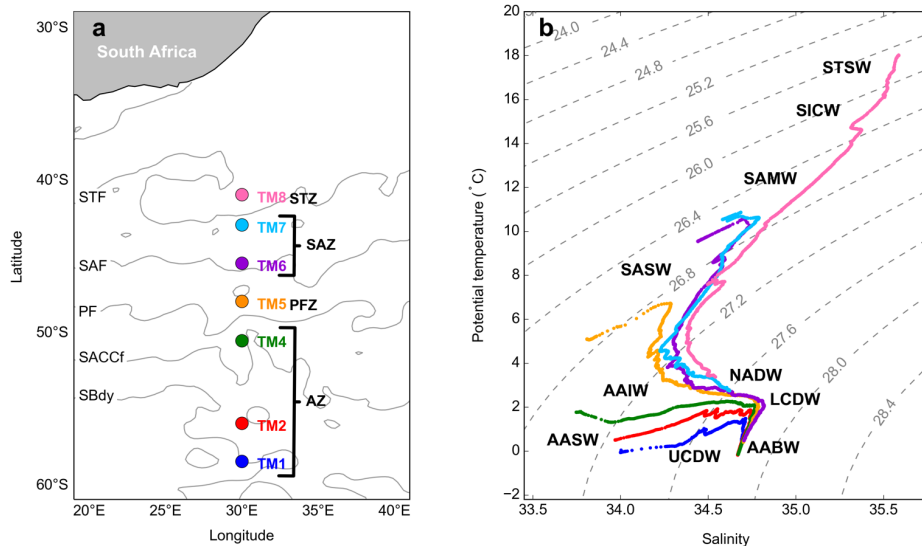 a
30°S
South Africa
40°S
STF
TM8 STZ
TM7
SAZ
SAF
TM6
PF
TM5 PFZ
50°S
TM4
SACCf
SBdy
AZ
TM2
TM1
60°S
20°E 25°E 30°E 35°E 40°E
Latitude
Longitude
b
20
18
16
14
12
10
8
6
4
2
0
−2
33.5 34.0 34.5 35.0 35.5
Potential temperature (°C)
Salinity
24.0
24.4
24.8
25.2
25.6
26.0
26.4
26.8
27.2
27.6
28.0
28.4
STSW
SICW
SAMW
SASW
NADW
AAIW
LCDW
AASW
UCDW
AABW